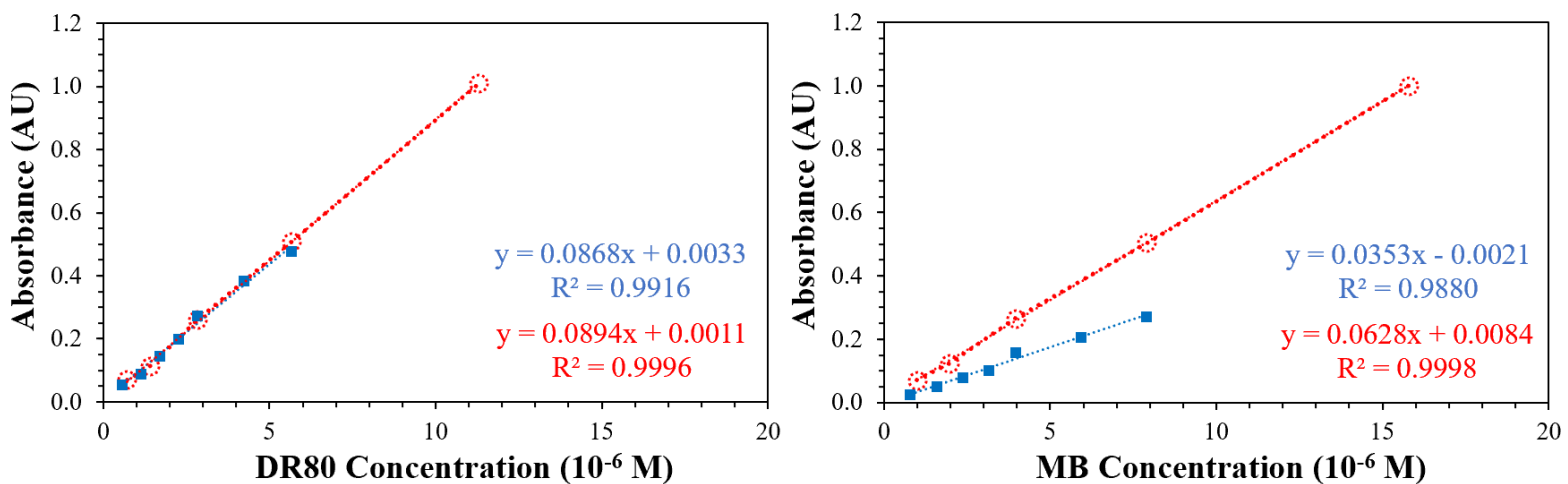 Absorbance (AU)
1.2
1.0
0.8
0.6
0.4
0.2
0.0
y = 0.0868x + 0.0033
R² = 0.9916
y = 0.0894x + 0.0011
R² = 0.9996
0 5 10 15 20
DR80 Concentration (10⁻⁶ M)
Absorbance (AU)
1.2
1.0
0.8
0.6
0.4
0.2
0.0
y = 0.0353x - 0.0021
R² = 0.9880
y = 0.0628x + 0.0084
R² = 0.9998
0 5 10 15 20
MB Concentration (10⁻⁶ M)